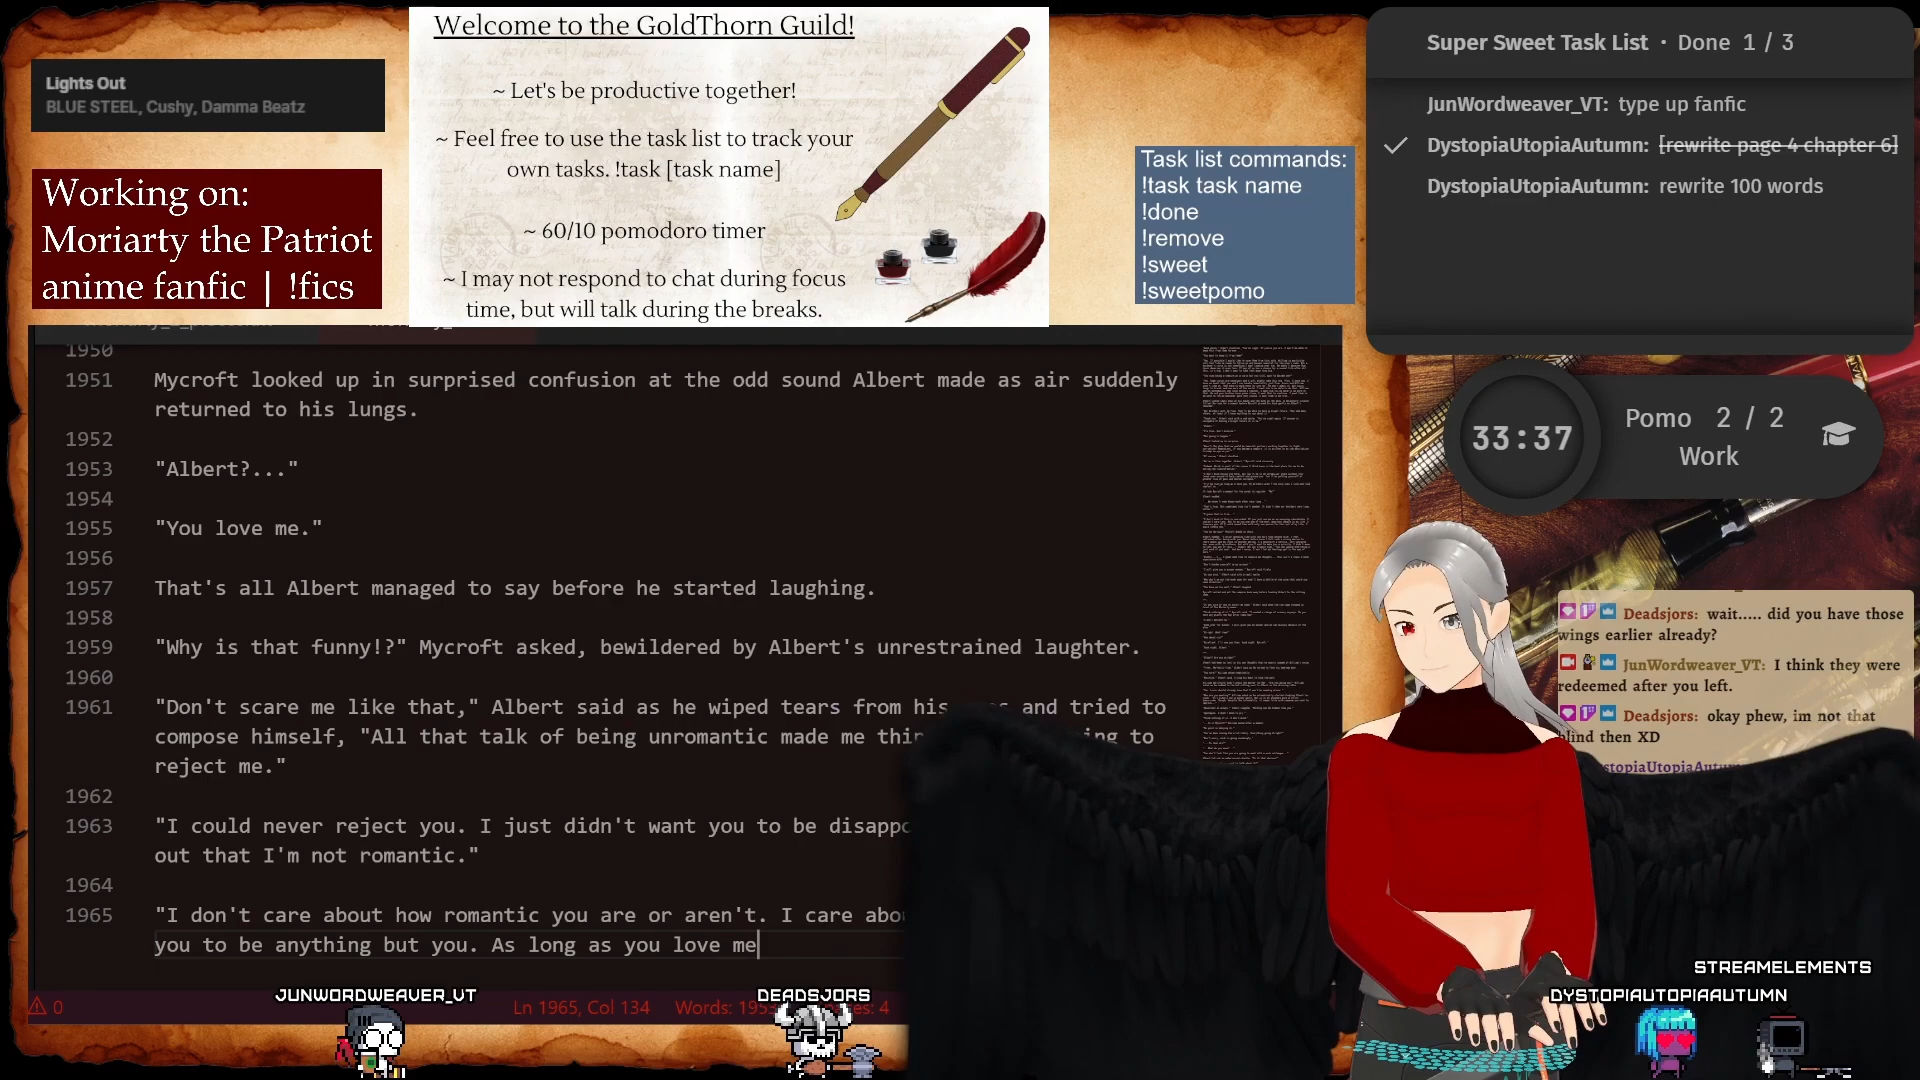 Lights Out
BLUE STEEL, Cushy, Damma Beatz
Working on:
Moriarty the Patriot
anime fanfic | !fics
Welcome to the GoldThorn Guild!
~ Let's be productive together!
~ Feel free to use the task list to track your
own tasks. !task [task name]
~ 60/10 pomodoro timer
~ I may not respond to chat during focus
time, but will talk during the breaks.
Task list commands:
!task task name
!done
!remove
!sweet
!sweetpomo
Super Sweet Task List · Done 1 / 3
JunWordweaver_VT: type up fanfic
DystopiaUtopiaAutumn: [rewrite page 4 chapter 6]
DystopiaUtopiaAutumn: rewrite 100 words
33:37
Pomo 2 / 2
Work
1950
1951 Mycroft looked up in surprised confusion at the odd sound Albert made as air suddenly
returned to his lungs.
1952
1953 "Albert?..."
1954
1955 "You love me."
1956
1957 That's all Albert managed to say before he started laughing.
1958
1959 "Why is that funny!?" Mycroft asked, bewildered by Albert's unrestrained laughter.
1960
1961 "Don't scare me like that," Albert said as he wiped tears from his and tried to
compose himself, "All that talk of being unromantic made me to
reject me."
1962
1963 "I could never reject you. I just didn't want you to be
out that I'm not romantic."
1964
1965 "I don't care about how romantic you are or aren't. I care
you to be anything but you. As long as you love me
0
Ln 1965, Col 134 Words: 4
Deadsjors: wait..... did you have those
wings earlier already?
JunWordweaver_VT: I think they were
redeemed after you left.
Deadsjors: okay phew, im not that
blind then XD
JUNWORDWEAVER_VT
DEADSJORS
STREAMELEMENTS
DYSTOPIAUTOPIAAUTUMN